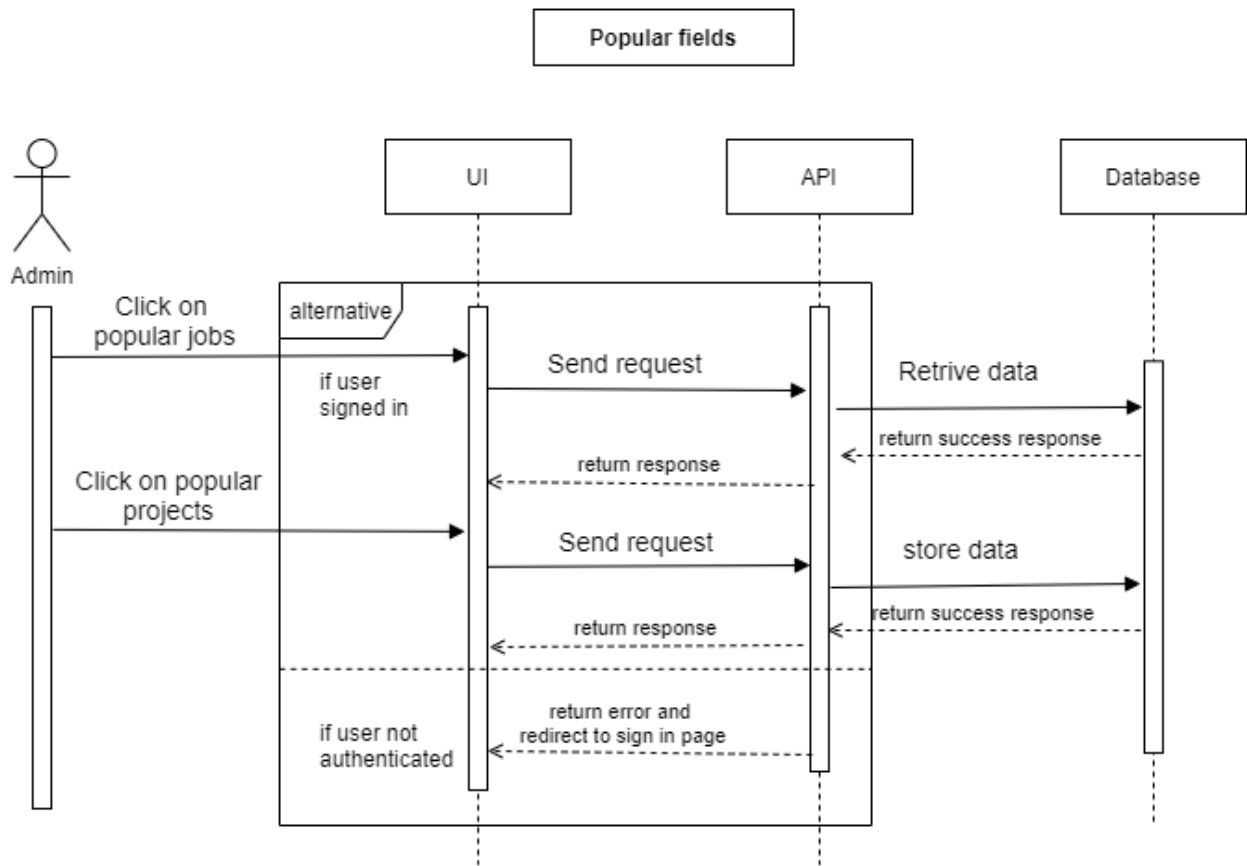 Popular fields
UI
API
Database
Admin
Click on
popular jobs
alternative
if user
signed in
Send request
Retrive data
return success response
return response
Click on popular
projects
Send request
store data
return success response
return response
if user not
authenticated
return error and
redirect to sign in page